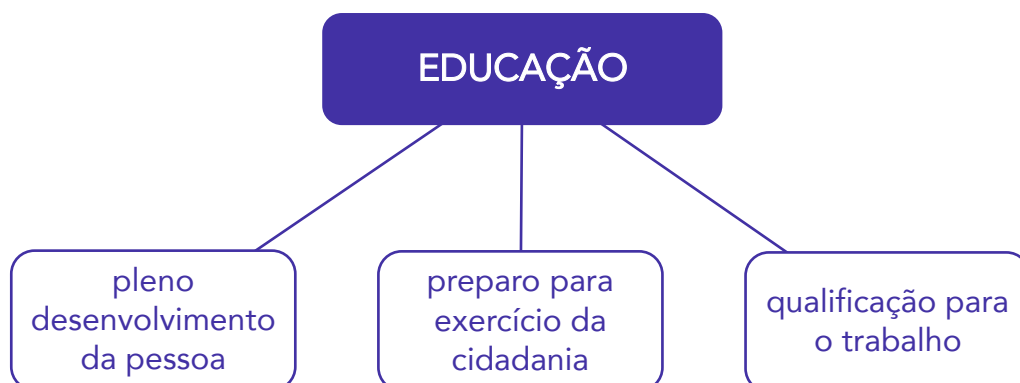 EDUCAÇÃO
pleno
desenvolvimento
da pessoa
preparo para
exercício da
cidadania
qualificação para
o trabalho